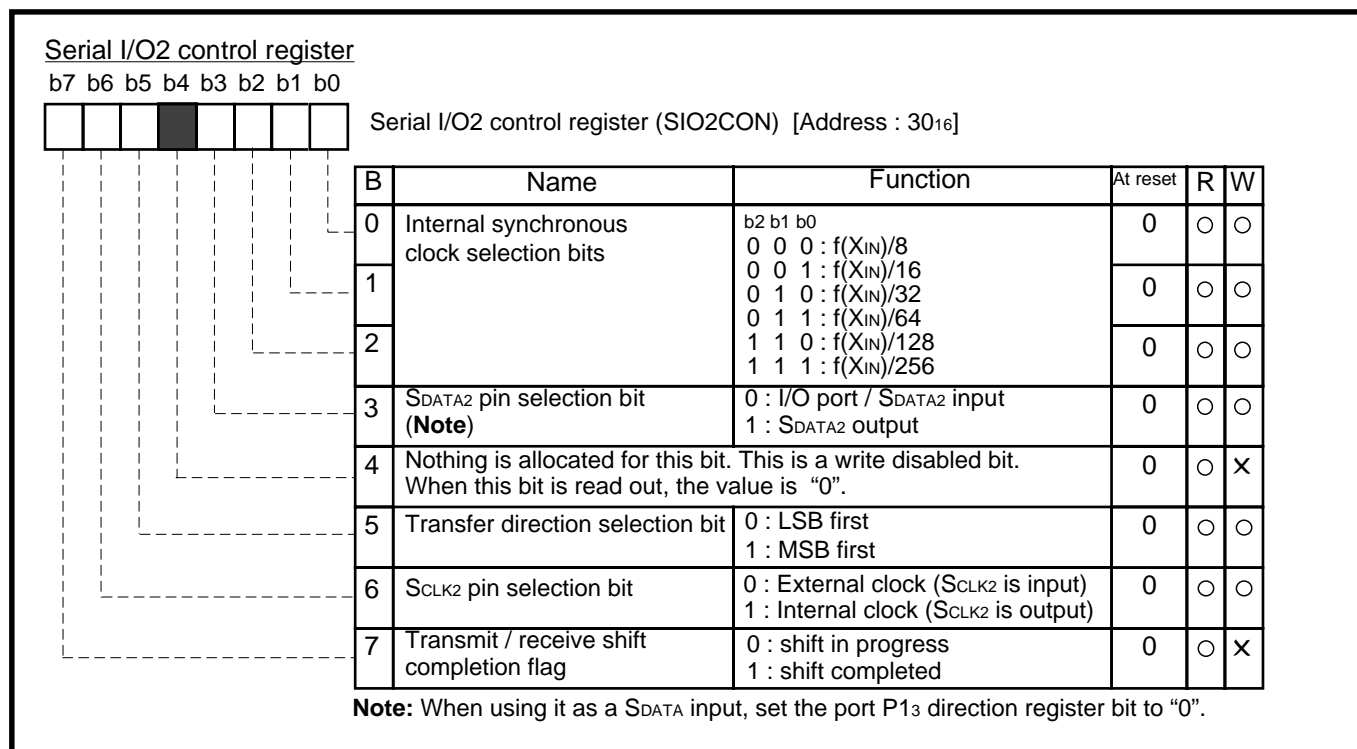 Serial I/O2 control register
b7 b6 b5 b4 b3 b2 b1 b0
Serial I/O2 control register (SIO2CON) [Address : 3016]
B Name Function At reset R W
0 Internal synchronous clock selection bits b2 b1 b0 0 ○ ○
0 0 0 : f(XIN)/8
0 0 1 : f(XIN)/16
1 0 1 0 : f(XIN)/32 0 ○ ○
0 1 1 : f(XIN)/64
2 1 1 0 : f(XIN)/128 0 ○ ○
1 1 1 : f(XIN)/256
3 SDATA2 pin selection bit 0 : I/O port / SDATA2 input 0 ○ ○
(Note) 1 : SDATA2 output
4 Nothing is allocated for this bit. This is a write disabled bit. 0 ○ ×
When this bit is read out, the value is “0”.
5 Transfer direction selection bit 0 : LSB first 0 ○ ○
1 : MSB first
6 SCLK2 pin selection bit 0 : External clock (SCLK2 is input) 0 ○ ○
1 : Internal clock (SCLK2 is output)
7 Transmit / receive shift 0 : shift in progress 0 ○ ×
completion flag 1 : shift completed
Note: When using it as a SDATA input, set the port P13 direction register bit to “0”.